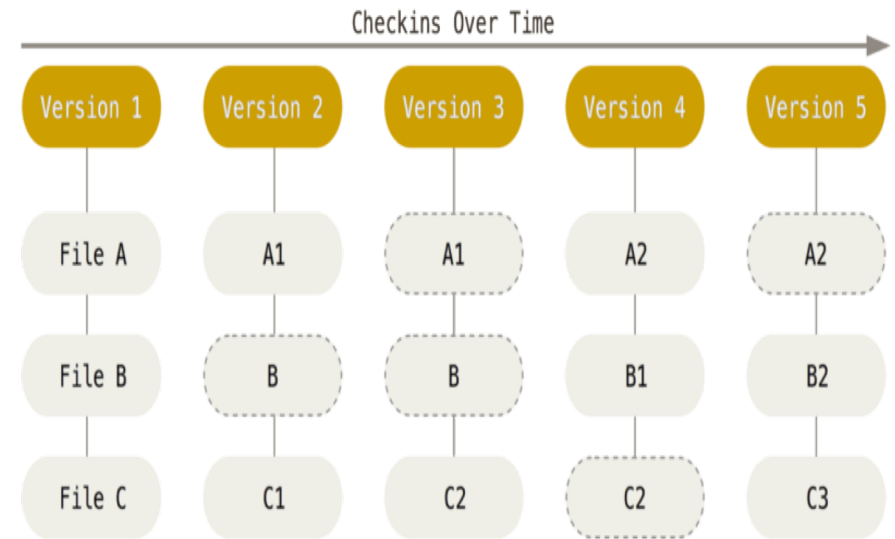 Checkins Over Time
Version 1 Version 2 Version 3 Version 4 Version 5
File A A1 A1 A2 A2
File B B B B1 B2
File C C1 C2 C2 C3